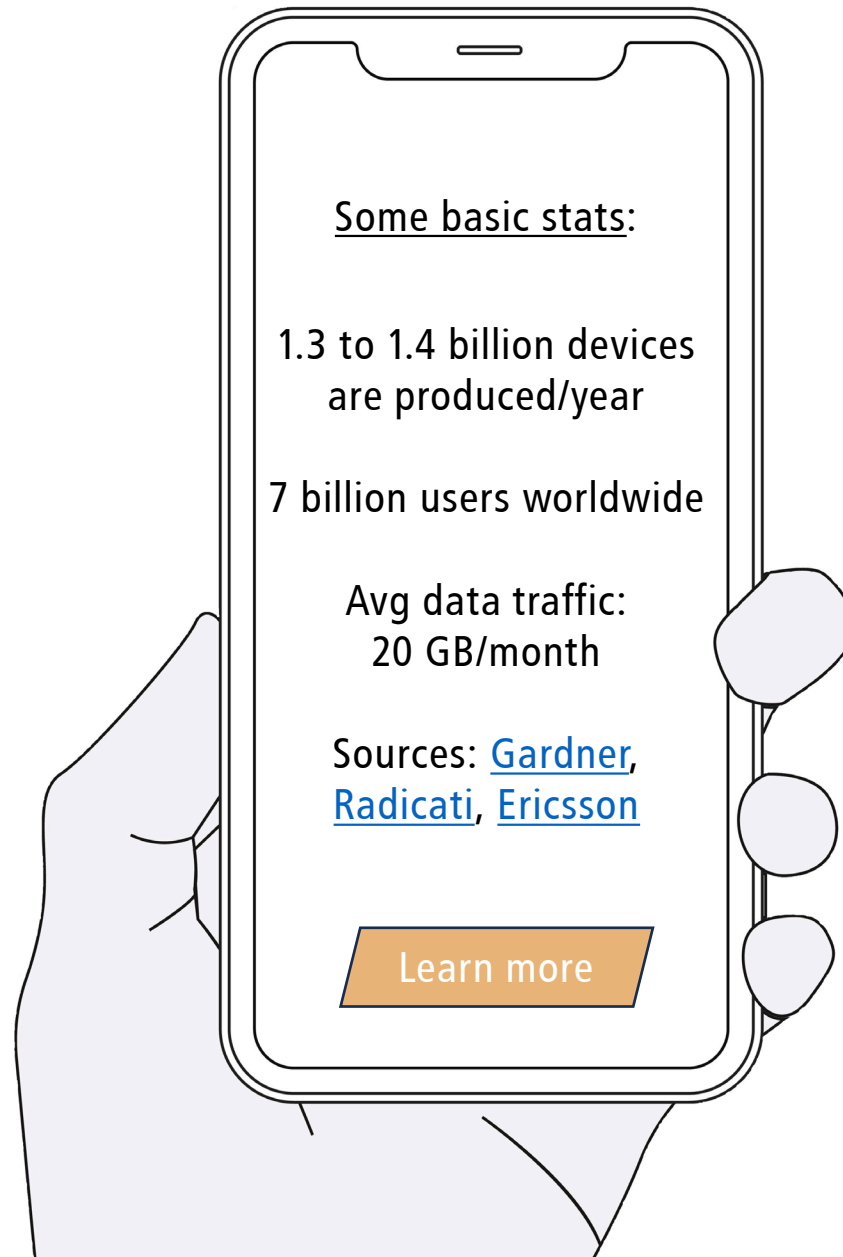 Some basic stats:
1.3 to 1.4 billion devices
are produced/year
7 billion users worldwide
Avg data traffic:
20 GB/month
Sources: Gardner,
Radicati, Ericsson
Learn more